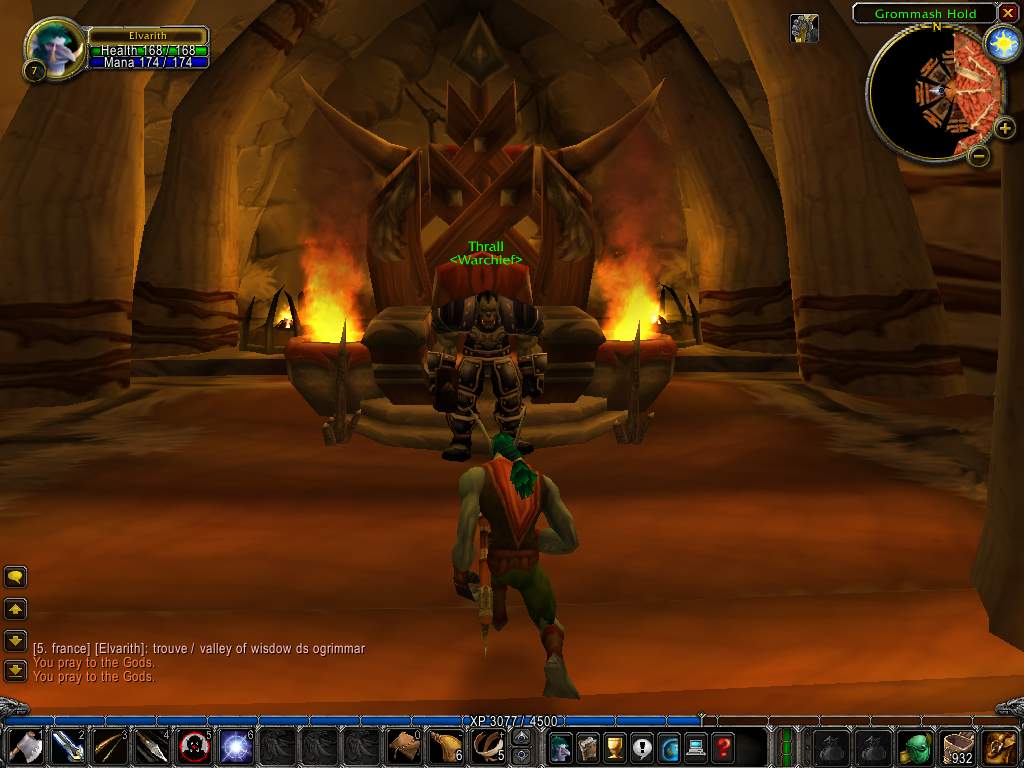 Elvarith
Health 168 / 168
Mana 174 / 174
7
Grommash Hold
N
Thrall
<Warchief>
[5. france] [Elvarith]: trouve / valley of wisdow ds ogrimmar
You pray to the Gods.
You pray to the Gods.
XP 3077 / 4500
2
3
4
5
6
0
6
5
932